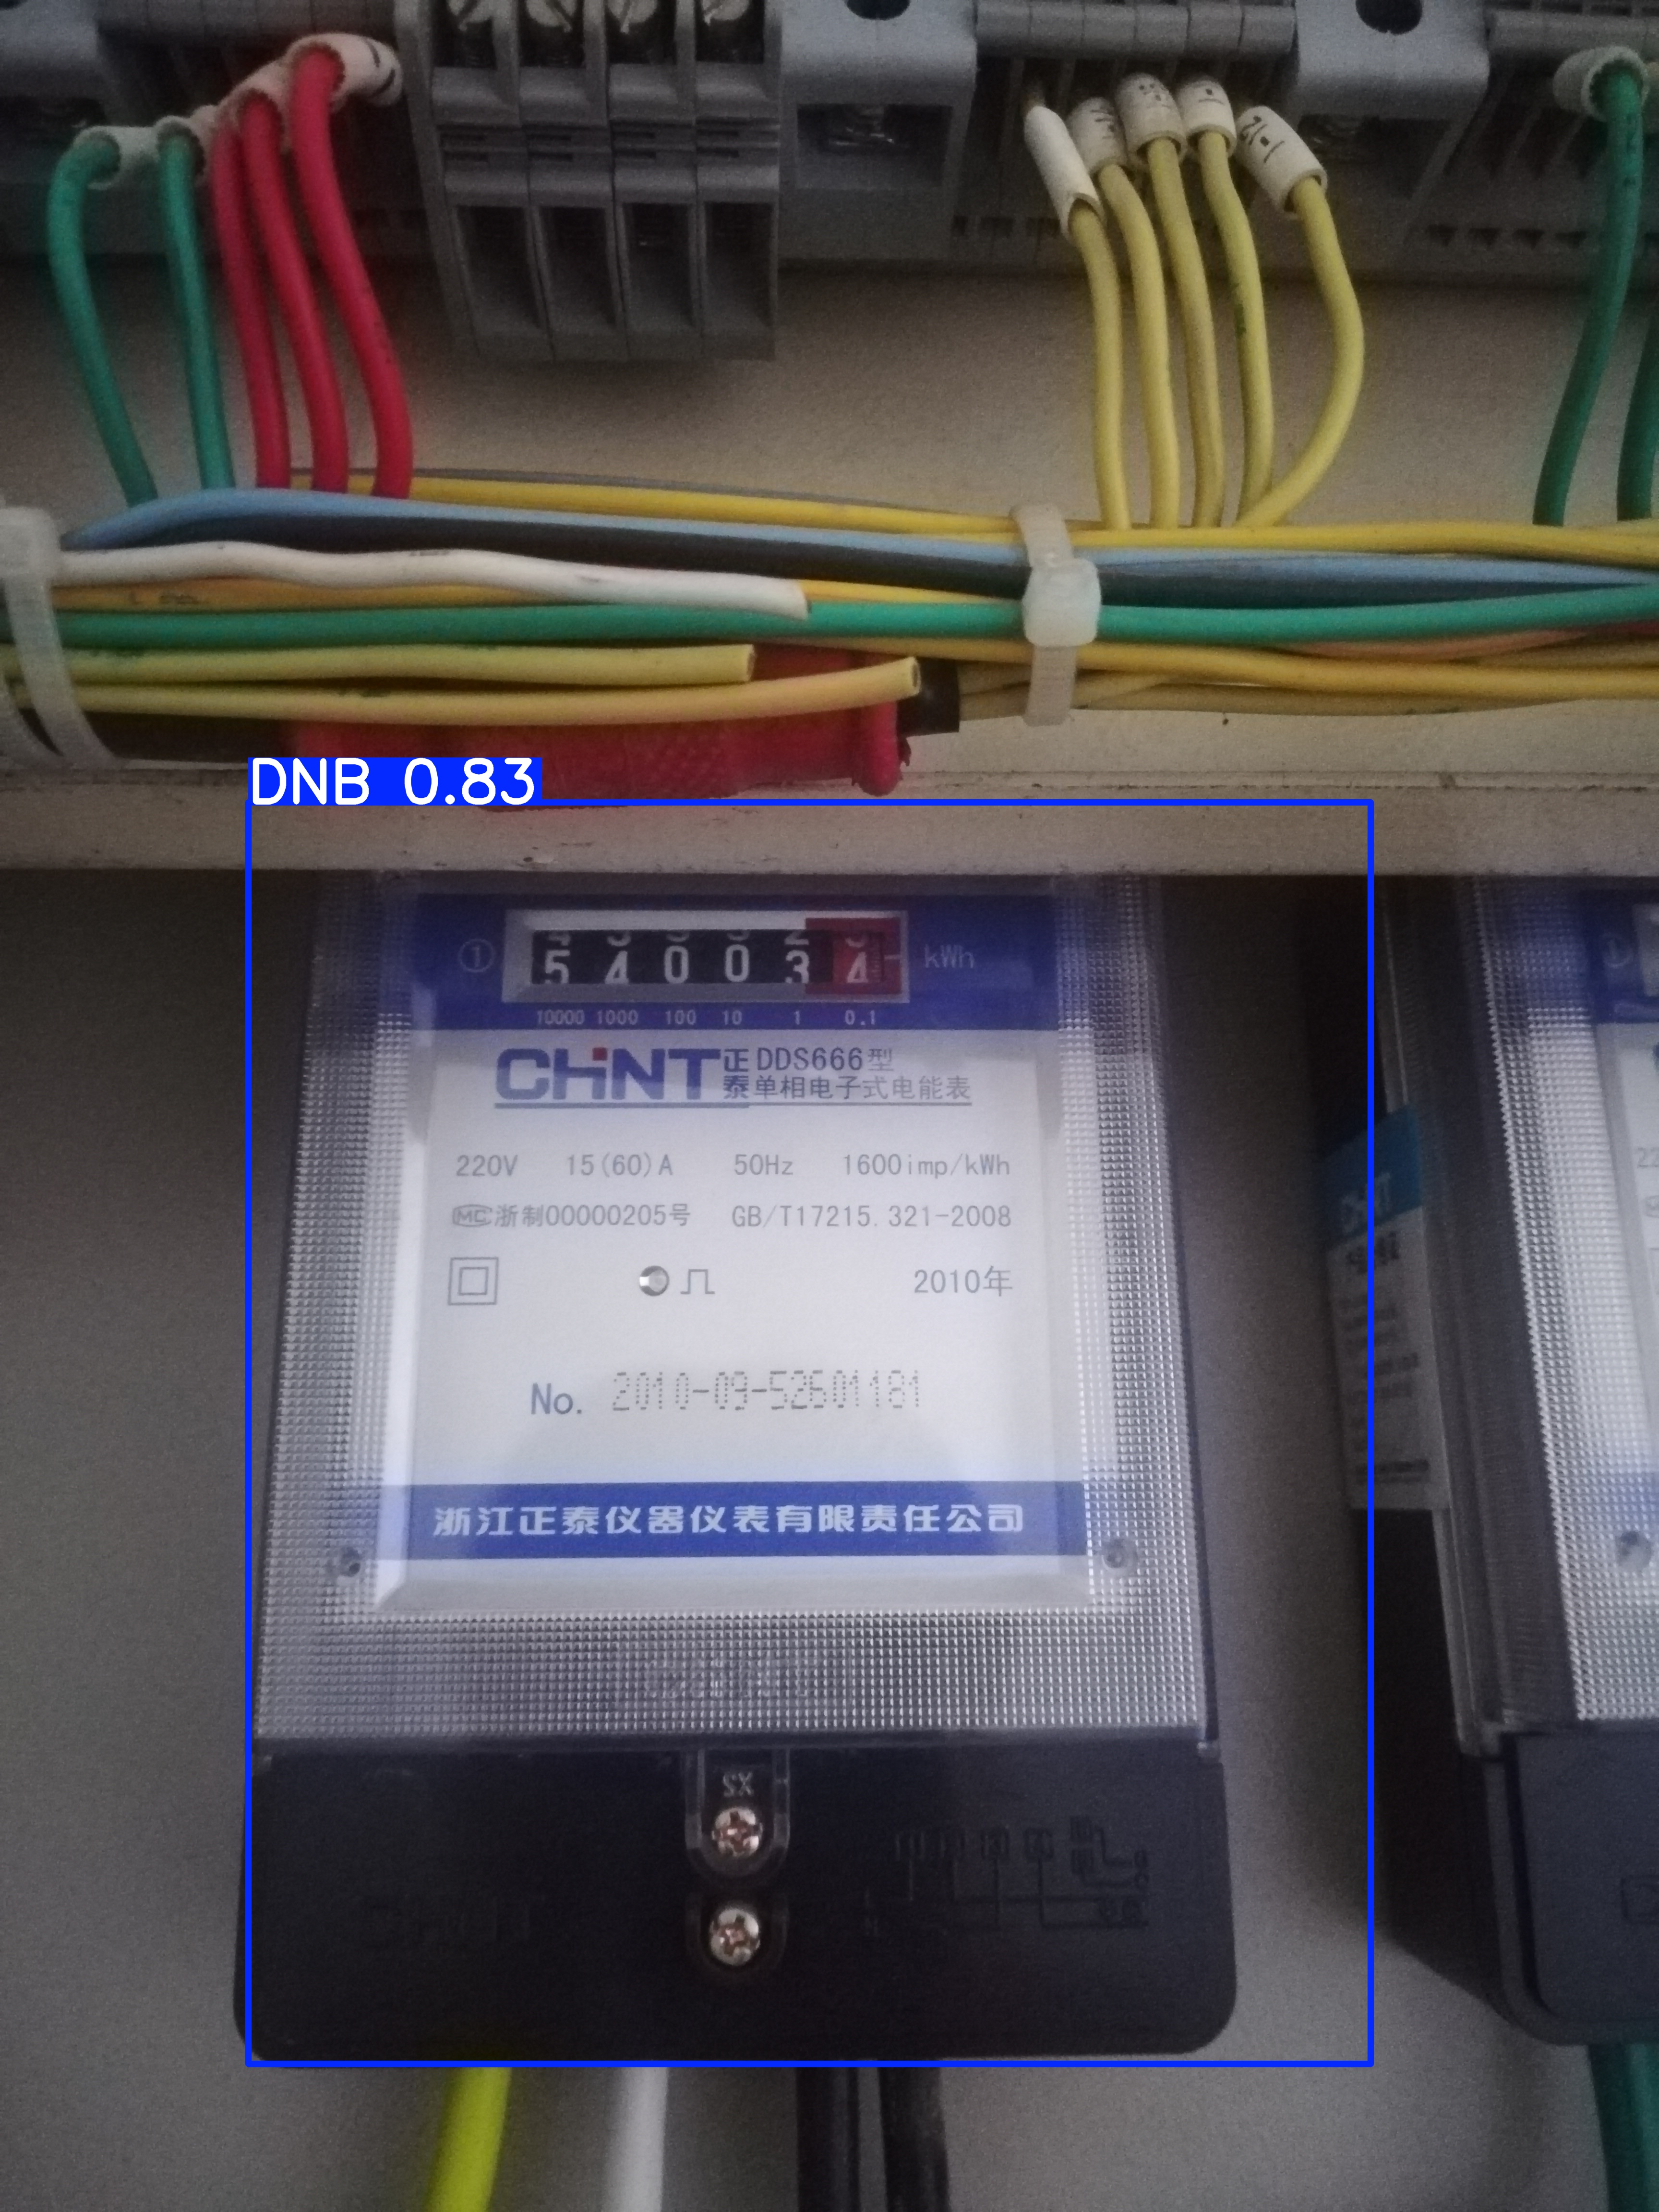 DNB 0.83
① 5 4 0 0 3 4 kWh
10000 1000 100 10 1 0.1
CHNT 正泰 DDS666型
单相电子式电能表
220V 15(60)A 50Hz 1600imp/kWh
MC 浙制00000205号 GB/T17215.321-2008
2010年
No. 2010-09-52601181
浙江正泰仪器仪表有限责任公司
SX